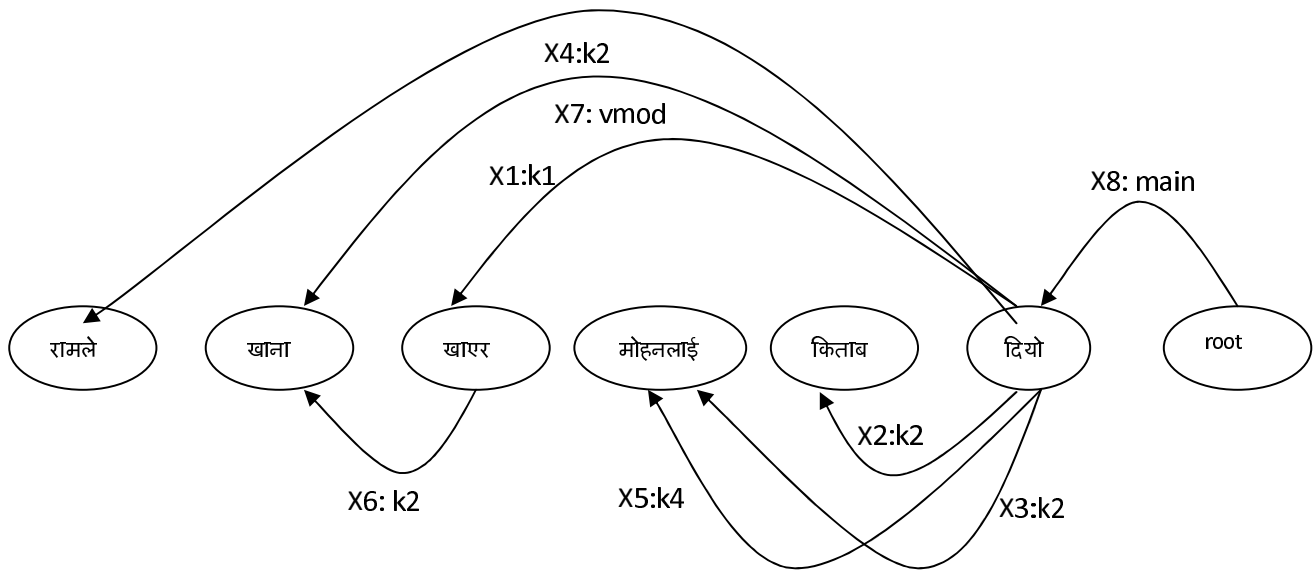 X4:k2
X7: vmod
X1:k1
X8: main
रामले
खाना
खाएर
मोहनलाई
किताब
दियो
root
X2:k2
X6: k2
X5:k4
X3:k2